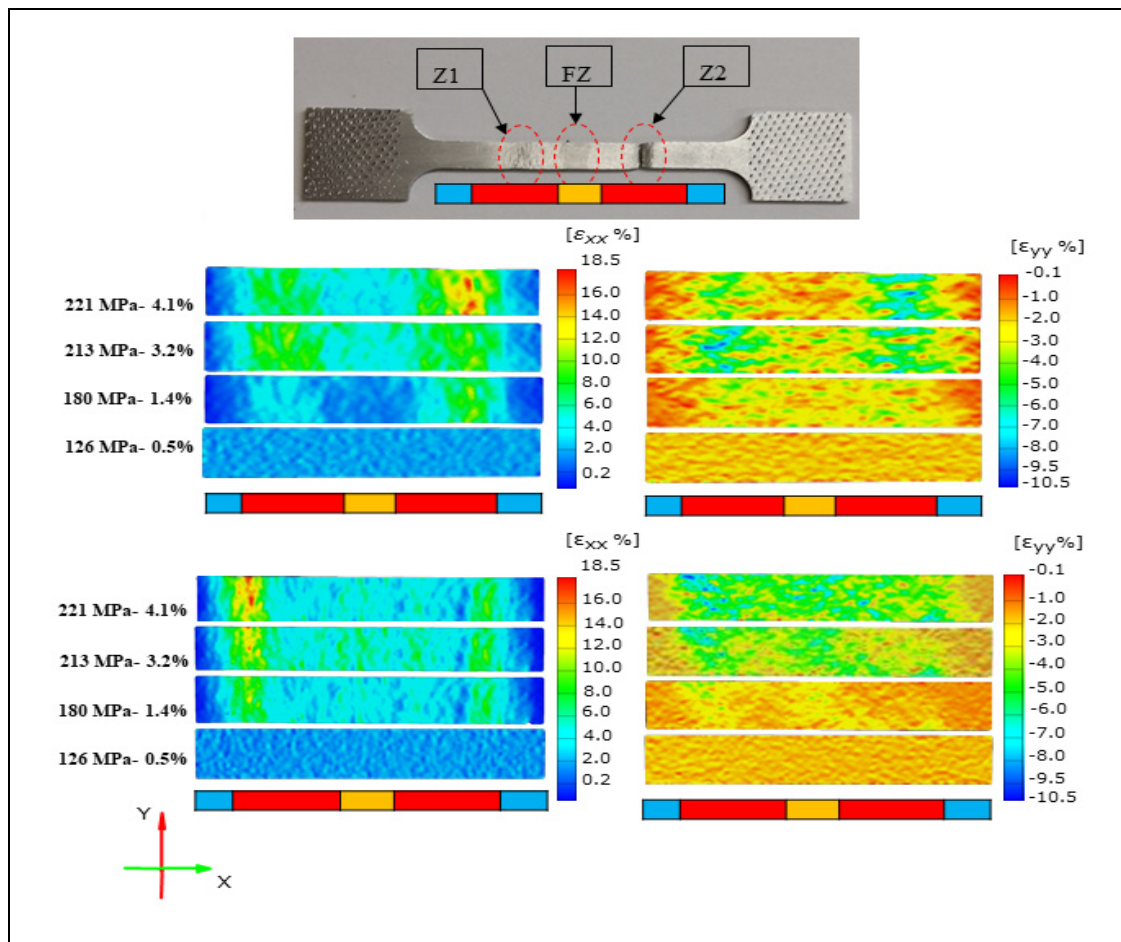 Z1 FZ Z2
[εxx %] [εyy %]
18.5 -0.1
16.0 -1.0
221 MPa- 4.1% 14.0 -2.0
12.0 -3.0
213 MPa- 3.2% 10.0 -4.0
8.0 -5.0
180 MPa- 1.4% 6.0 -6.0
4.0 -7.0
126 MPa- 0.5% 2.0 -8.0
0.2 -9.5
-10.5
[εxx %] [εyy%]
18.5 -0.1
16.0 -1.0
221 MPa- 4.1% 14.0 -2.0
12.0 -3.0
213 MPa- 3.2% 10.0 -4.0
8.0 -5.0
180 MPa- 1.4% 6.0 -6.0
4.0 -7.0
126 MPa- 0.5% 2.0 -8.0
0.2 -9.5
-10.5
Y
X